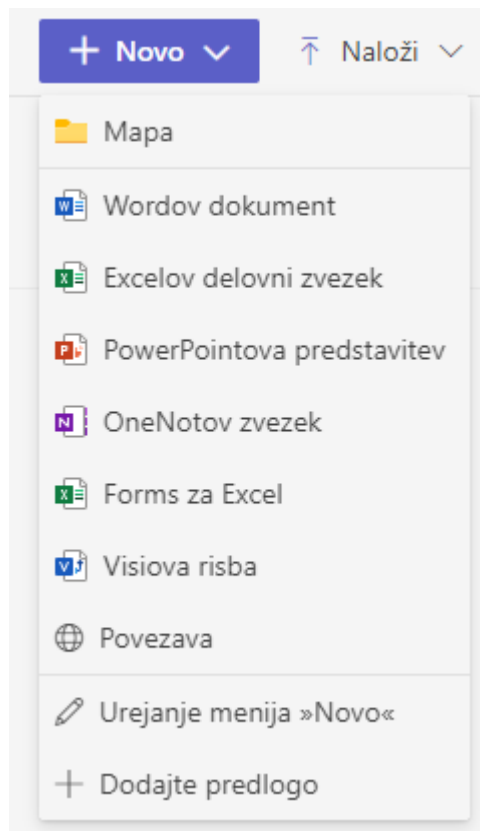 Novo
Naloži
Mapa
Wordov dokument
Excelov delovni zvezek
PowerPointova predstavitev
OneNotov zvezek
Forms za Excel
Visiova risba
Povezava
Urejanje menija »Novo«
Dodajte predlogo